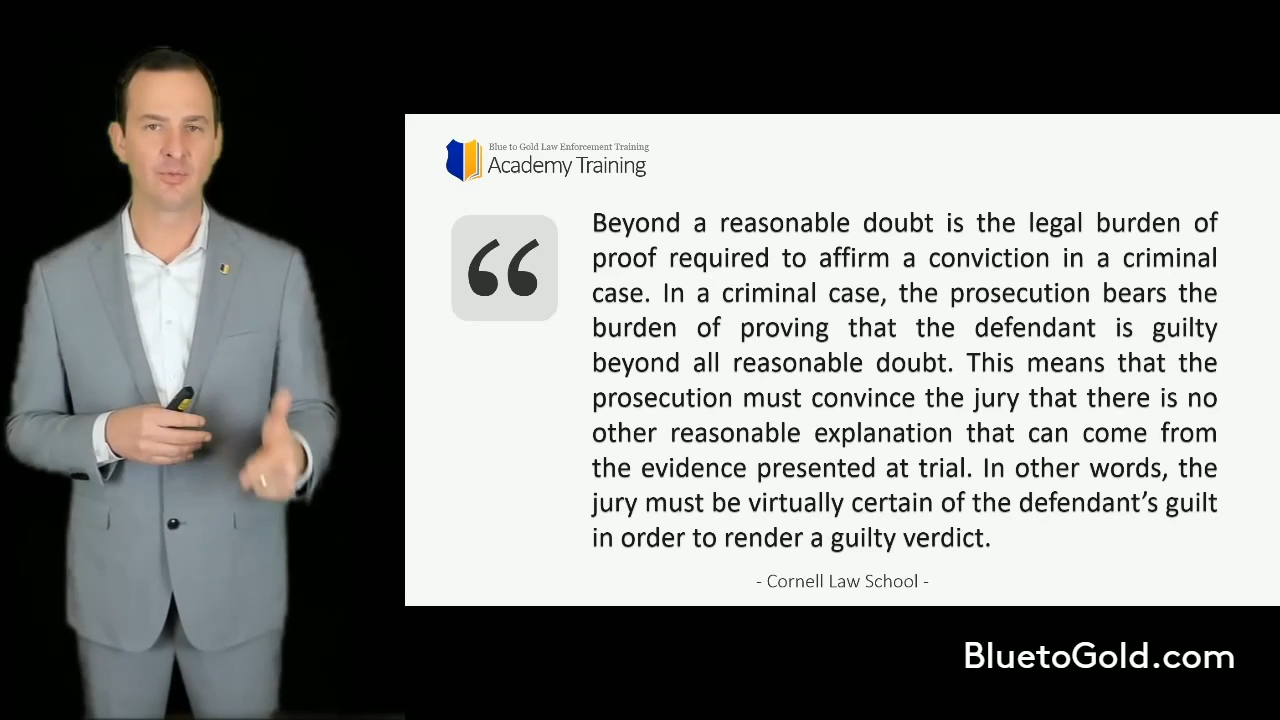 Blue to Gold Law Enforcement Training
Academy Training
“
Beyond a reasonable doubt is the legal burden of
proof required to affirm a conviction in a criminal
case. In a criminal case, the prosecution bears the
burden of proving that the defendant is guilty
beyond all reasonable doubt. This means that the
prosecution must convince the jury that there is no
other reasonable explanation that can come from
the evidence presented at trial. In other words, the
jury must be virtually certain of the defendant’s guilt
in order to render a guilty verdict.
- Cornell Law School -
BluetoGold.com